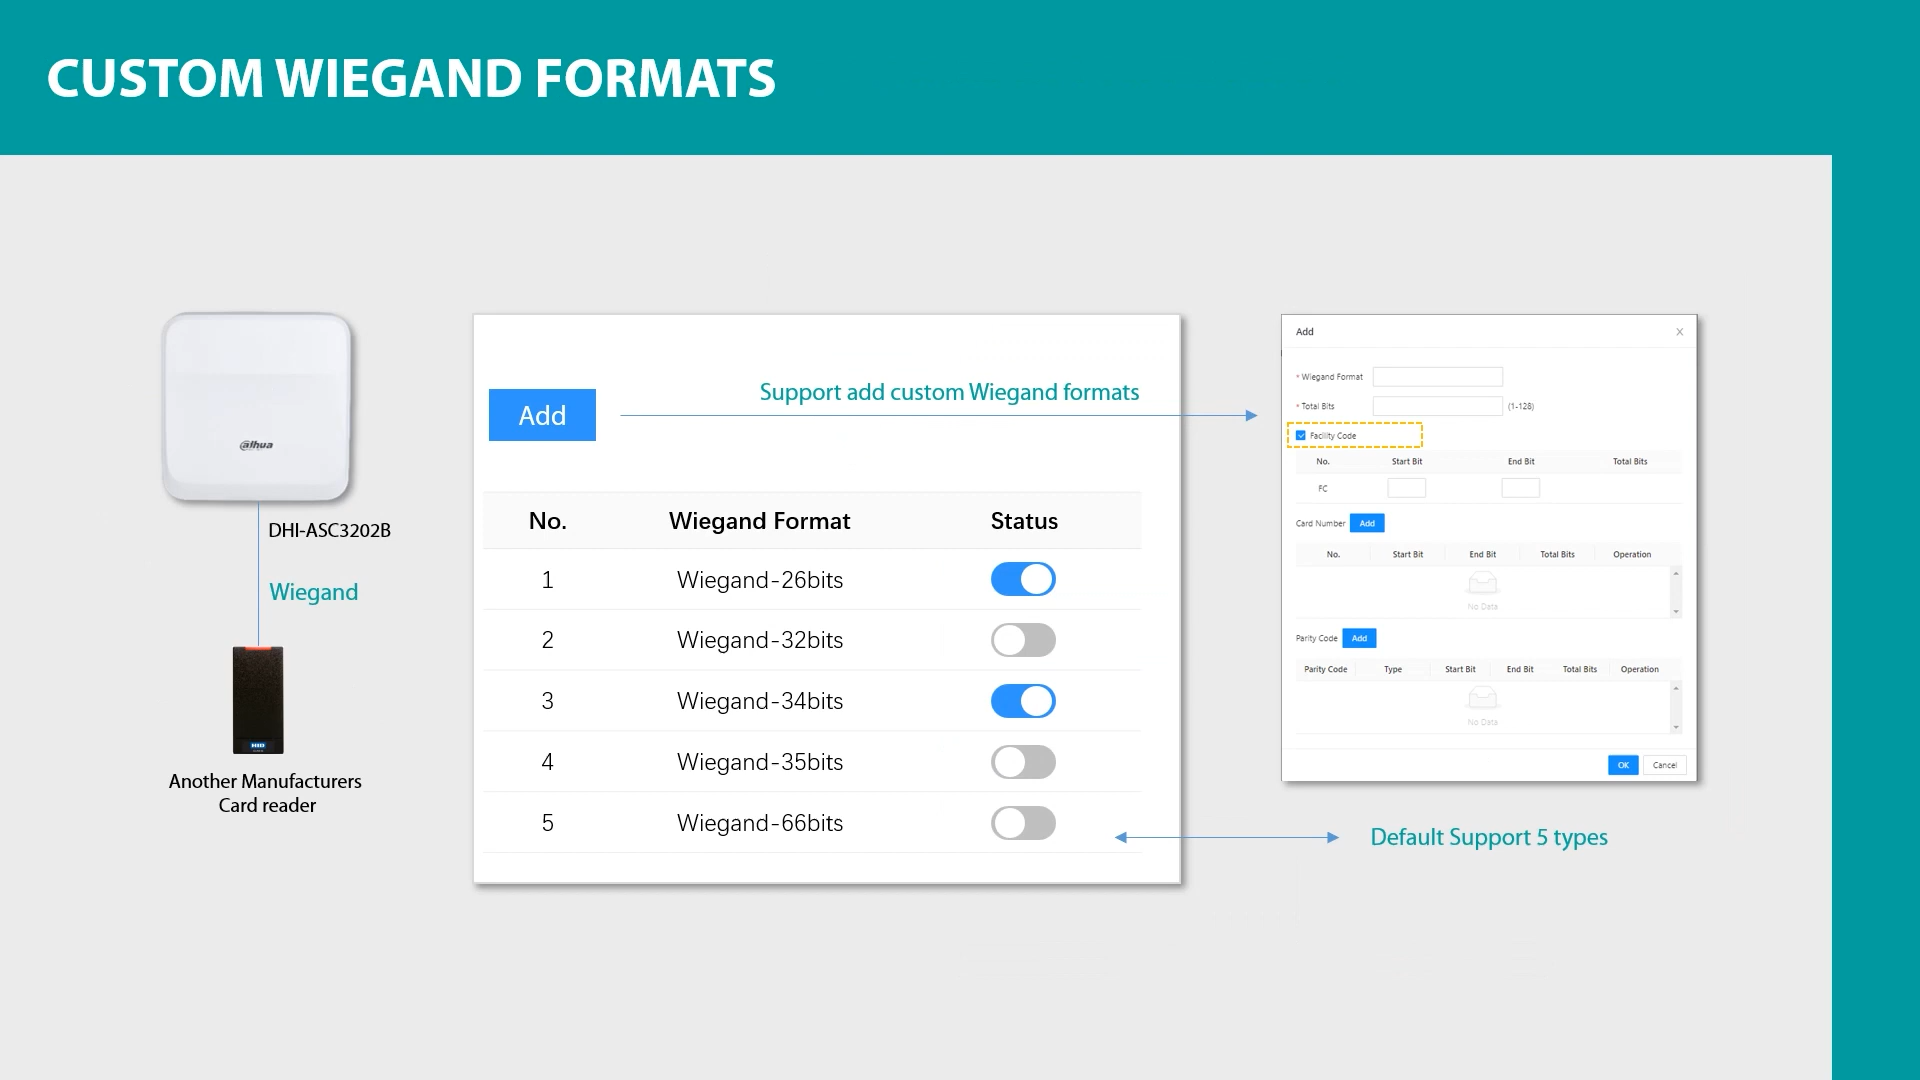 CUSTOM WIEGAND FORMATS
alhua
DHI-ASC3202B
Wiegand
HID
Another Manufacturers
Card reader
Add
Support add custom Wiegand formats
No. Wiegand Format Status
1 Wiegand-26bits
2 Wiegand-32bits
3 Wiegand-34bits
4 Wiegand-35bits
5 Wiegand-66bits
Add X
* Wiegand Format
* Total Bits (1-128)
Facility Code
No. Start Bit End Bit Total Bits
FC
Card Number Add
No. Start Bit End Bit Total Bits Operation
No Data
Parity Code Add
Parity Code Type Start Bit End Bit Total Bits Operation
No Data
OK Cancel
Default Support 5 types